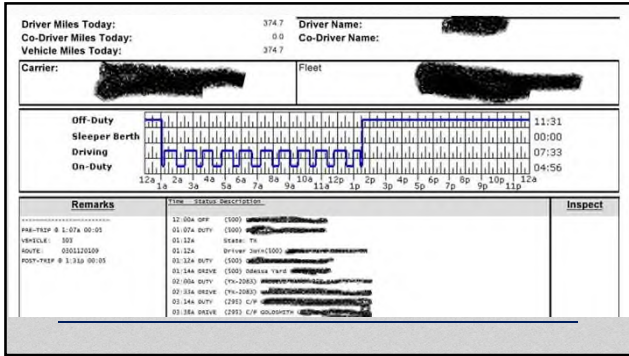 Driver Miles Today: 374.7 Driver Name:
Co-Driver Miles Today: 0.0 Co-Driver Name:
Vehicle Miles Today: 374.7
Carrier: Fleet
Off-Duty 11:31
Sleeper Berth 00:00
Driving 07:33
On-Duty 04:56
12a 1a 2a 3a 4a 5a 6a 7a 8a 9a 10a 11a 12p 1p 2p 3p 4p 5p 6p 7p 8p 9p 10p 11p 12a
Remarks Time Status Description Inspect
12:00A OFF (500)
PRE-TRIP @ 1:07a 00:05 01:07A DUTY (500)
VEHICLE: 503 01:12A State: TX
ROUTE: 0301120109 01:12A Driver Join(500)
POST-TRIP @ 1:31p 00:05 01:12A DUTY (500)
01:14A DRIVE (500) Odessa Yard
02:00A DUTY (TX-2083)
02:33A DRIVE (TX-2083)
03:14A DUTY (295) C/P
03:38A DRIVE (295) C/P GOLDSMITH